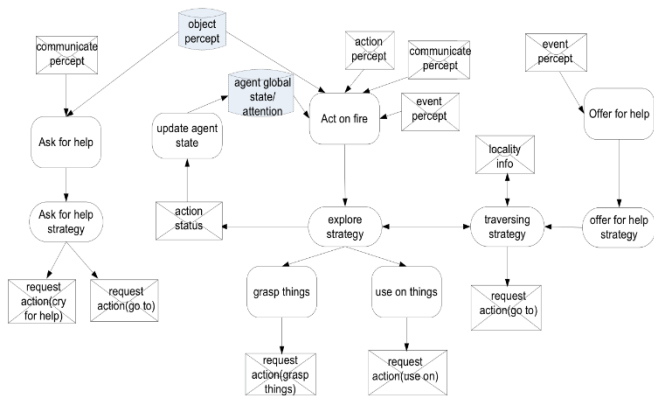 object
percept
communicate
percept
action
percept
communicate
percept
event
percept
agent global
state/
attention
event
percept
Ask for help
update agent
state
Act on fire
Offer for help
locality
info
Ask for help
strategy
action
status
explore
strategy
traversing
strategy
offer for help
strategy
request
action(cry
for help)
request
action(go to)
grasp things
use on things
request
action(go to)
request
action(grasp
things)
request
action(use on)